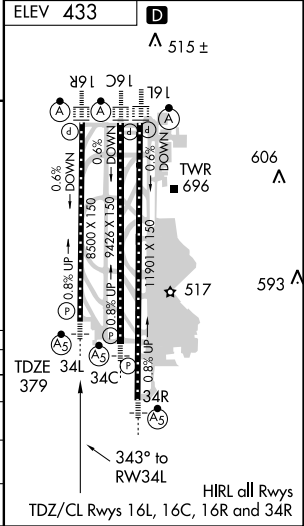 ELEV 433
D
515 ±
16R
16C
16L
A
A
A
P
P
P
0.6% DOWN
0.6% DOWN
0.6% DOWN
TWR
696
606
8500 X 150
9426 X 150
11901 X 150
517
593
0.8% UP
0.8% UP
0.8% UP
P
P
P
A5
A5
A5
TDZE
379
34L
34C
34R
343° to
RW34L
HIRL all Rwys
TDZ/CL Rwys 16L, 16C, 16R and 34R